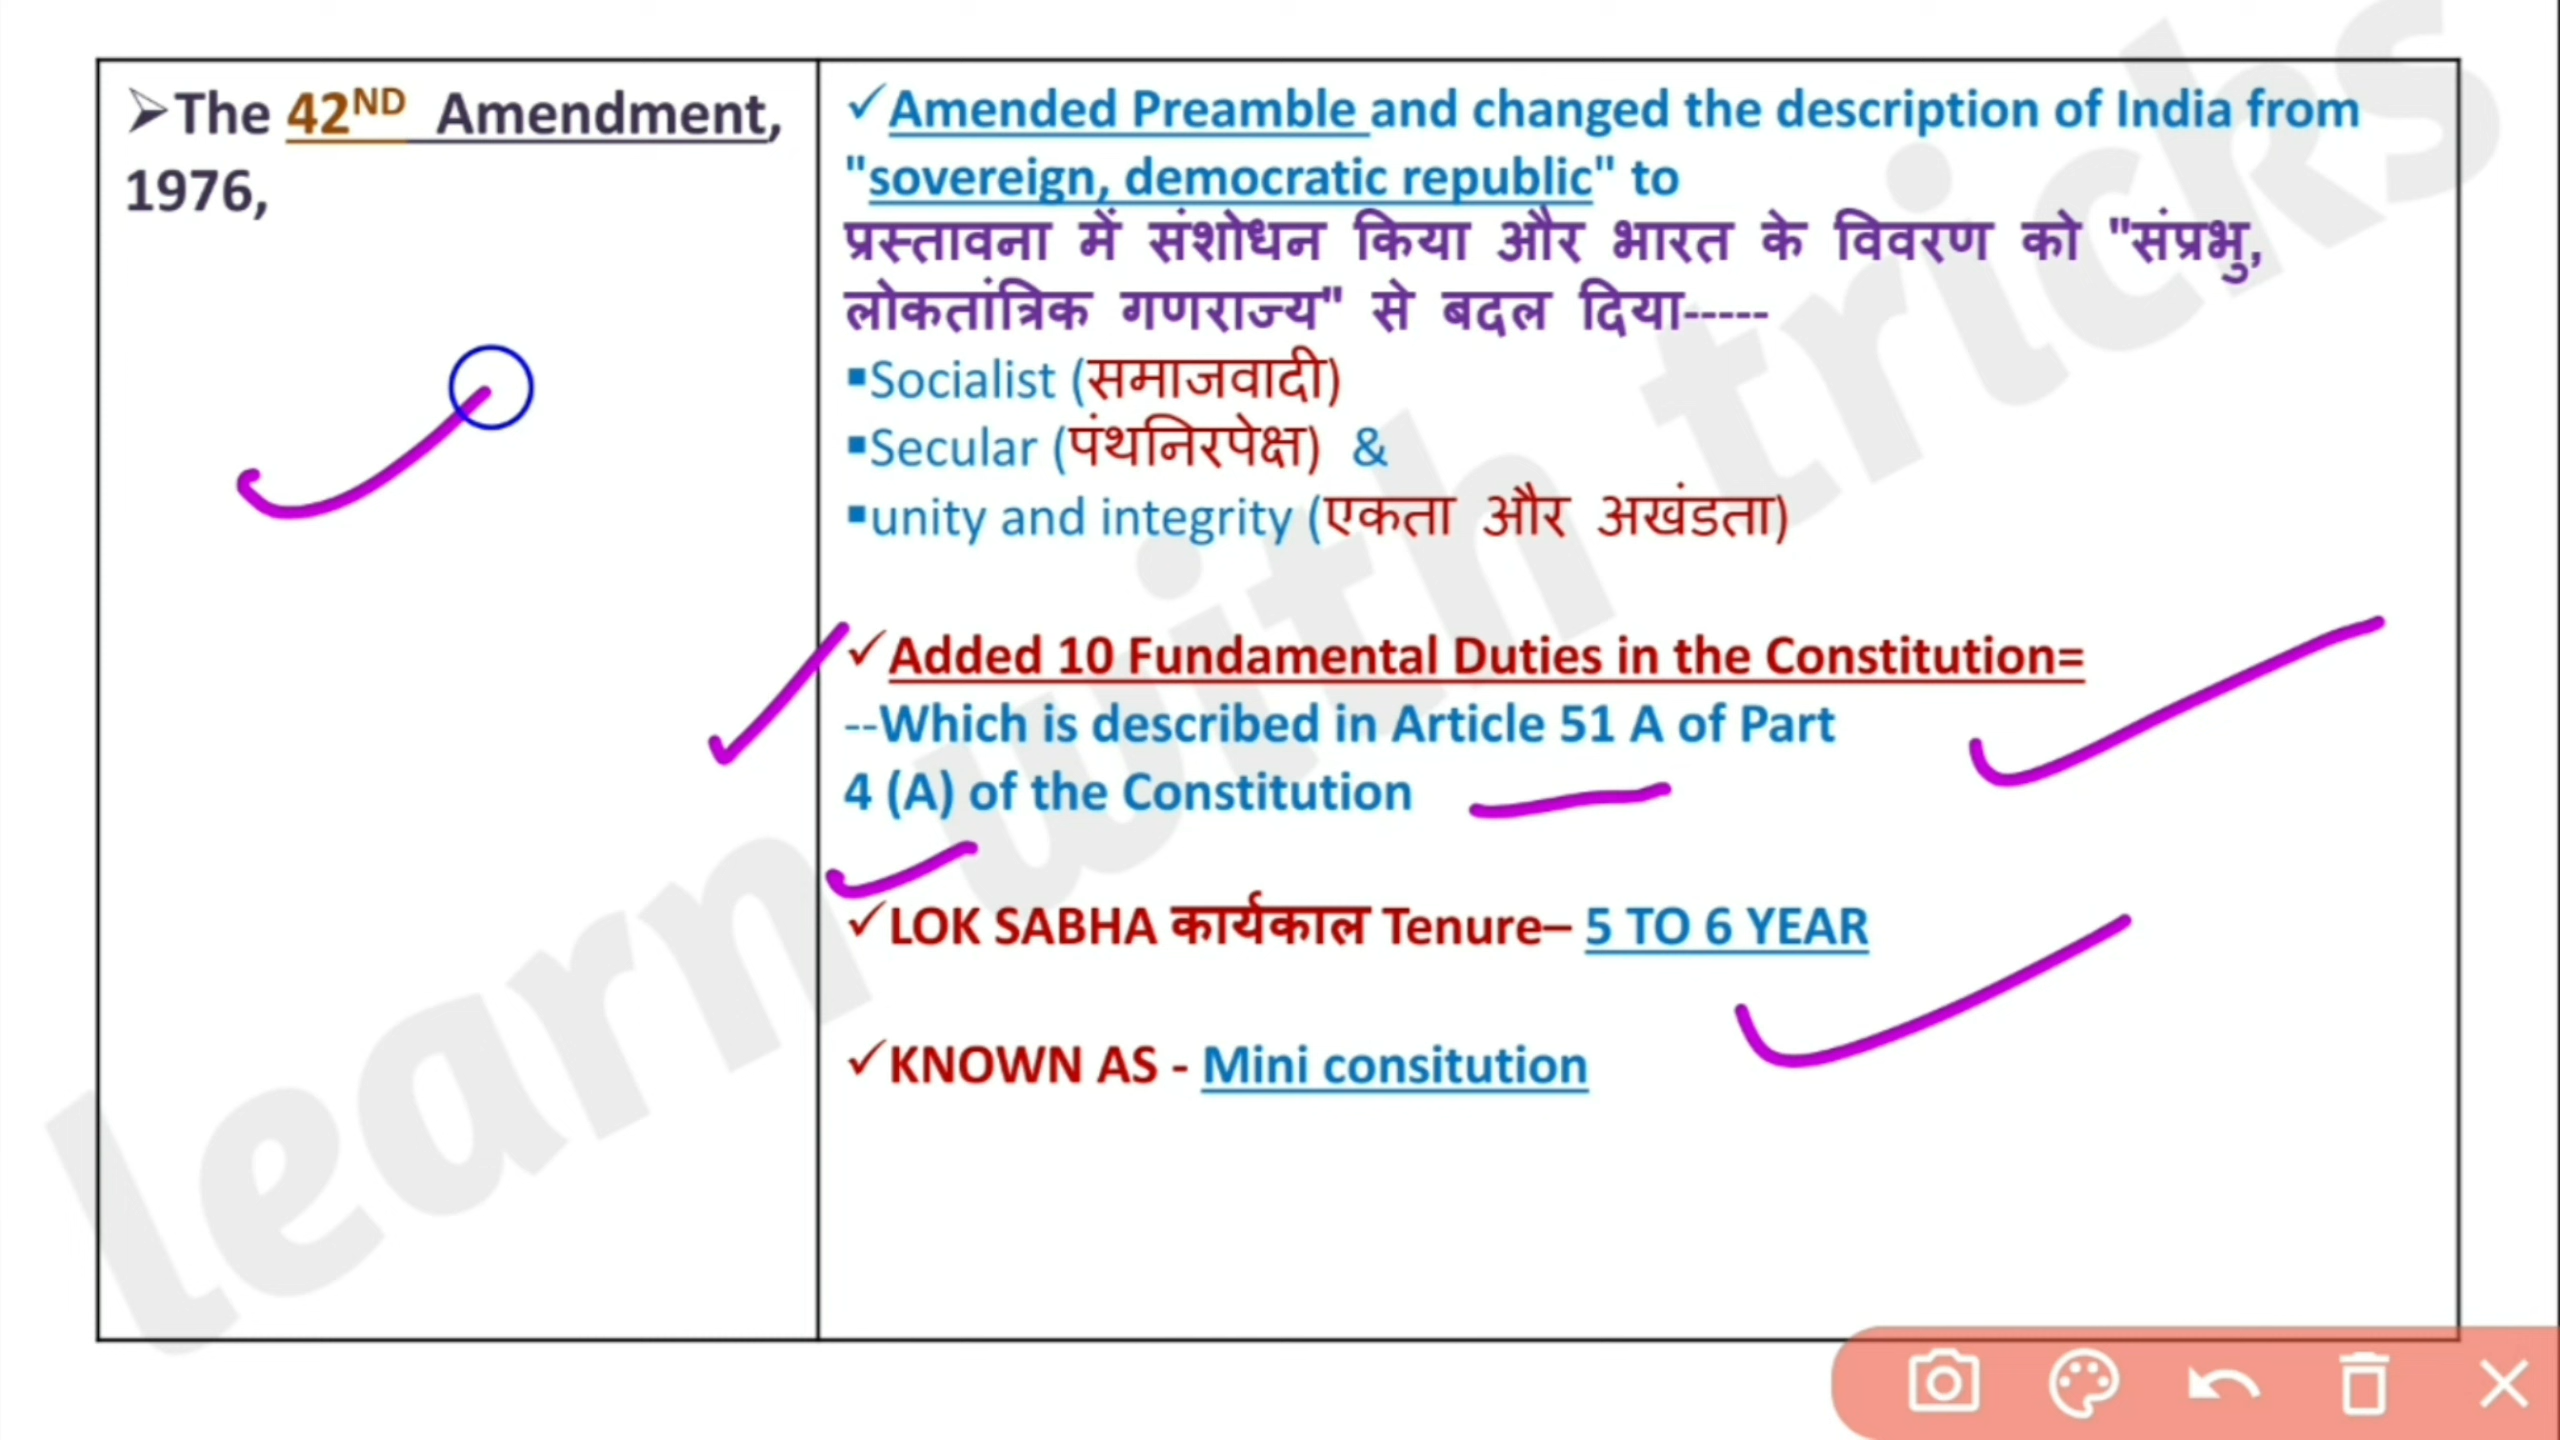 ➢The 42ND Amendment,
1976,
✓Amended Preamble and changed the description of India from
"sovereign, democratic republic" to
प्रस्तावना में संशोधन किया और भारत के विवरण को "संप्रभु,
लोकतांत्रिक गणराज्य" से बदल दिया-----
▪Socialist (समाजवादी)
▪Secular (पंथनिरपेक्ष) &
▪unity and integrity (एकता और अखंडता)
✓Added 10 Fundamental Duties in the Constitution=
--Which is described in Article 51 A of Part
4 (A) of the Constitution
✓LOK SABHA कार्यकाल Tenure– 5 TO 6 YEAR
✓KNOWN AS - Mini consitution
learn with tricks